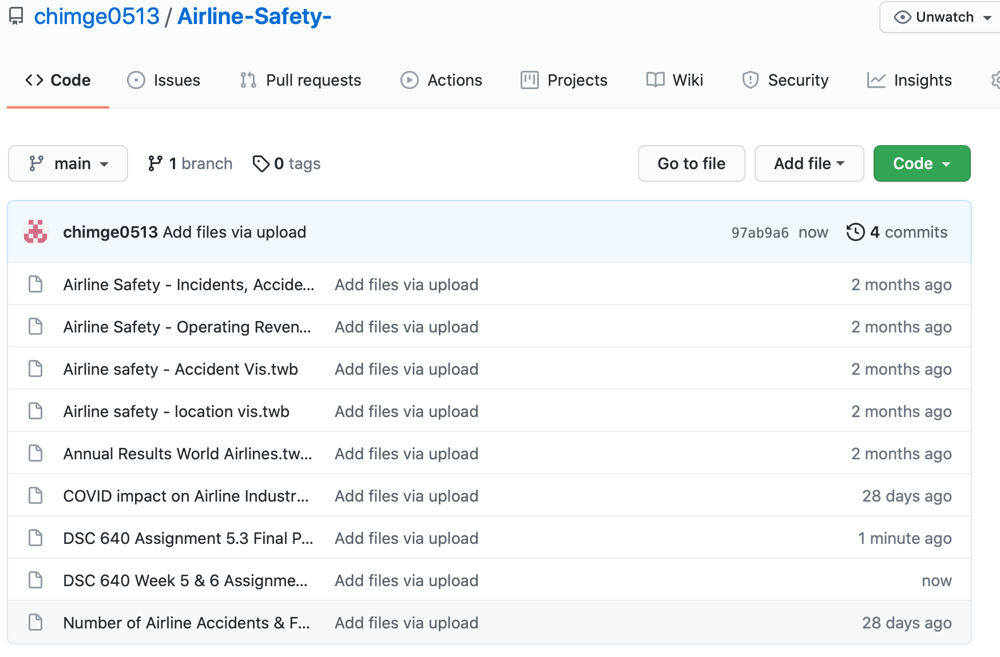 chimge0513 / Airline-Safety-
Unwatch
Code Issues Pull requests Actions Projects Wiki Security Insights
main 1 branch 0 tags Go to file Add file Code
chimge0513 Add files via upload 97ab9a6 now 4 commits
Airline Safety - Incidents, Accide... Add files via upload 2 months ago
Airline Safety - Operating Reven... Add files via upload 2 months ago
Airline safety - Accident Vis.twb Add files via upload 2 months ago
Airline safety - location vis.twb Add files via upload 2 months ago
Annual Results World Airlines.tw... Add files via upload 2 months ago
COVID impact on Airline Industr... Add files via upload 28 days ago
DSC 640 Assignment 5.3 Final P... Add files via upload 1 minute ago
DSC 640 Week 5 & 6 Assignme... Add files via upload now
Number of Airline Accidents & F... Add files via upload 28 days ago